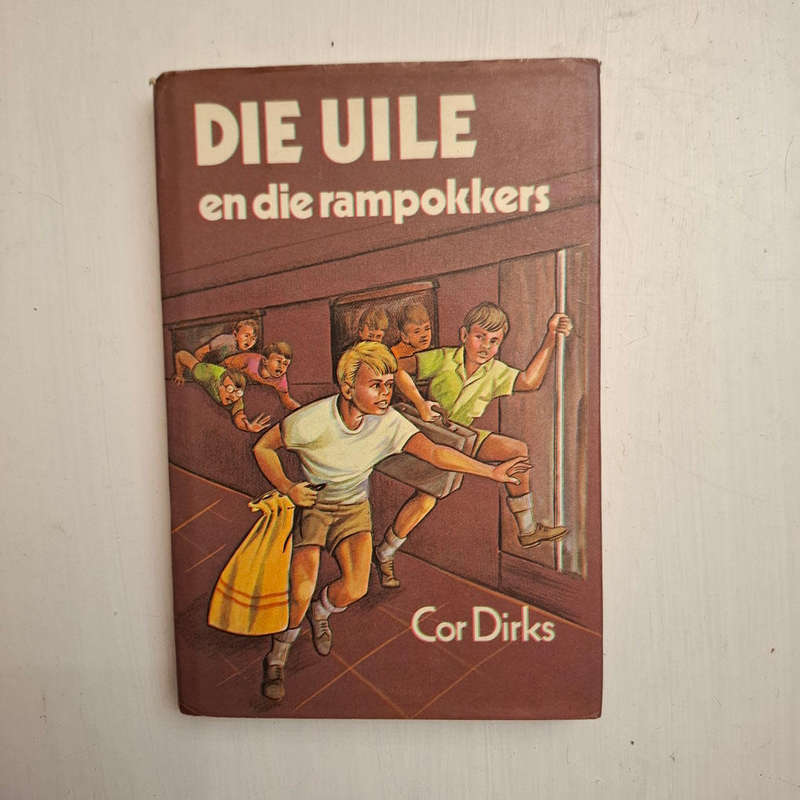 DIE UILE
en die rampokkers
Cor Dirks